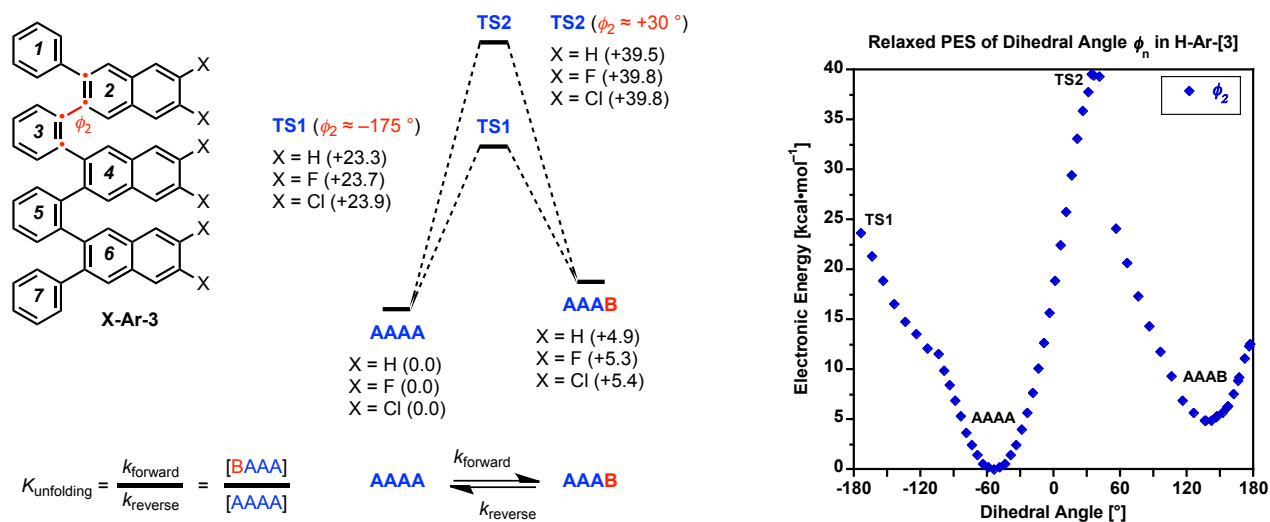 1
2
3
4
5
6
7
X
X
X
X
X
X
ϕ2
X-Ar-3
TS1 (ϕ2 ≈ –175 °)
X = H (+23.3)
X = F (+23.7)
X = Cl (+23.9)
TS2
TS1
TS2 (ϕ2 ≈ +30 °)
X = H (+39.5)
X = F (+39.8)
X = Cl (+39.8)
AAAA
X = H (0.0)
X = F (0.0)
X = Cl (0.0)
AAAB
X = H (+4.9)
X = F (+5.3)
X = Cl (+5.4)
Kunfolding = kforward / kreverse = [BAAA] / [AAAA]
AAAA kforward kreverse AAAB
Relaxed PES of Dihedral Angle ϕn in H-Ar-[3]
Electronic Energy [kcal•mol−1]
40
35
30
25
20
15
10
5
0
TS1
TS2
ϕ2
AAAA
AAAB
-180 -120 -60 0 60 120 180
Dihedral Angle [°]